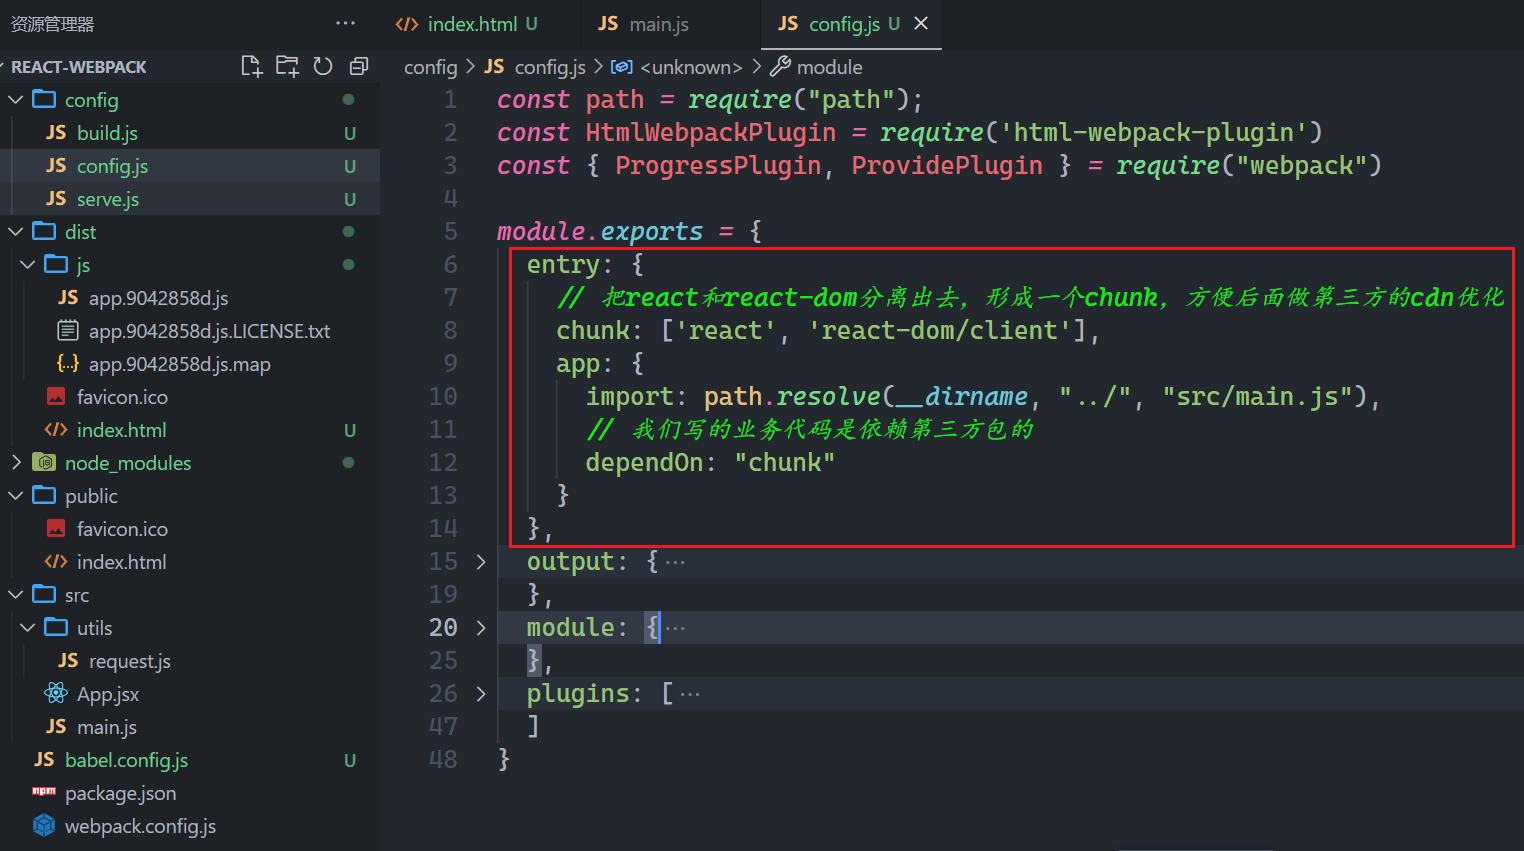 资源管理器 ···
REACT-WEBPACK
config
JS build.js U
JS config.js U
JS serve.js U
dist
js
JS app.9042858d.js
app.9042858d.js.LICENSE.txt
{..} app.9042858d.js.map
favicon.ico
</> index.html U
node_modules
public
favicon.ico
</> index.html
src
utils
JS request.js
App.jsx
JS main.js
JS babel.config.js U
npm package.json
webpack.config.js
</> index.html U
JS main.js
JS config.js U ×
config > JS config.js > <unknown> > module
1 const path = require("path");
2 const HtmlWebpackPlugin = require('html-webpack-plugin')
3 const { ProgressPlugin, ProvidePlugin } = require("webpack")
4
5 module.exports = {
6 entry: {
7 // 把react和react-dom分离出去，形成一个chunk，方便后面做第三方的cdn优化
8 chunk: ['react', 'react-dom/client'],
9 app: {
10 import: path.resolve(__dirname, "../", "src/main.js"),
11 // 我们写的业务代码是依赖第三方包的
12 dependOn: "chunk"
13 }
14 },
15 > output: {···
19 },
20 > module: {···
25 },
26 > plugins: [···
47 ]
48 }